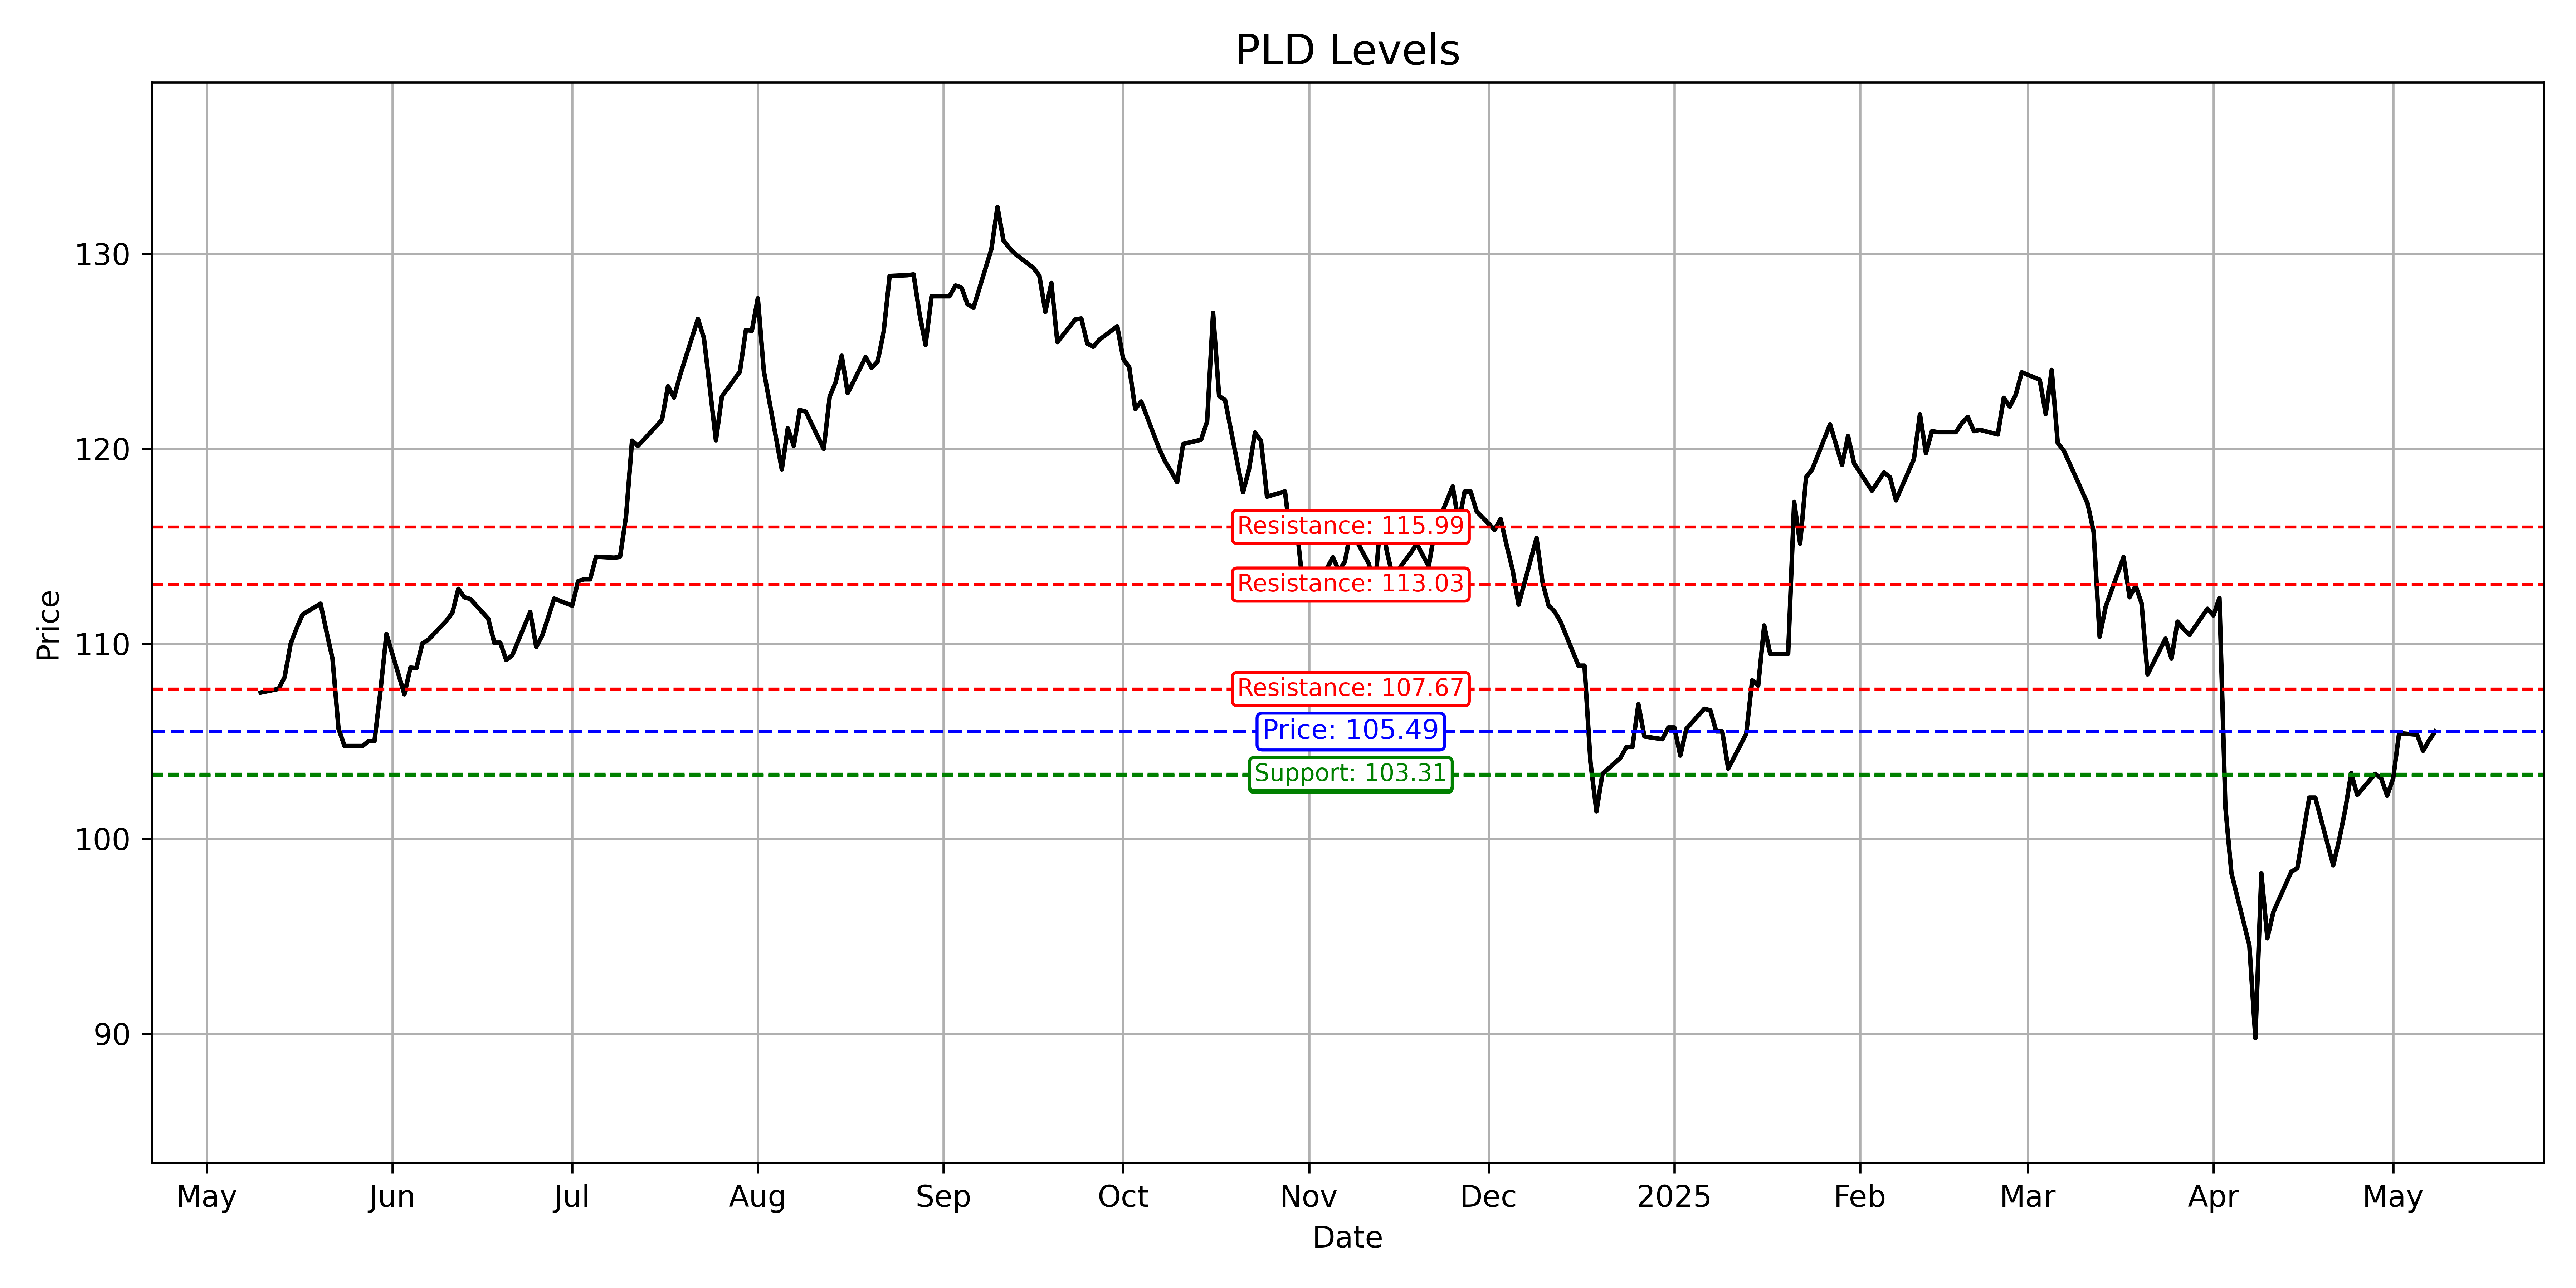 PLD Levels
Price
130
120
110
100
90
Resistance: 115.99
Resistance: 113.03
Resistance: 107.67
Price: 105.49
Support: 103.31
May Jun Jul Aug Sep Oct Nov Dec 2025 Feb Mar Apr May
Date